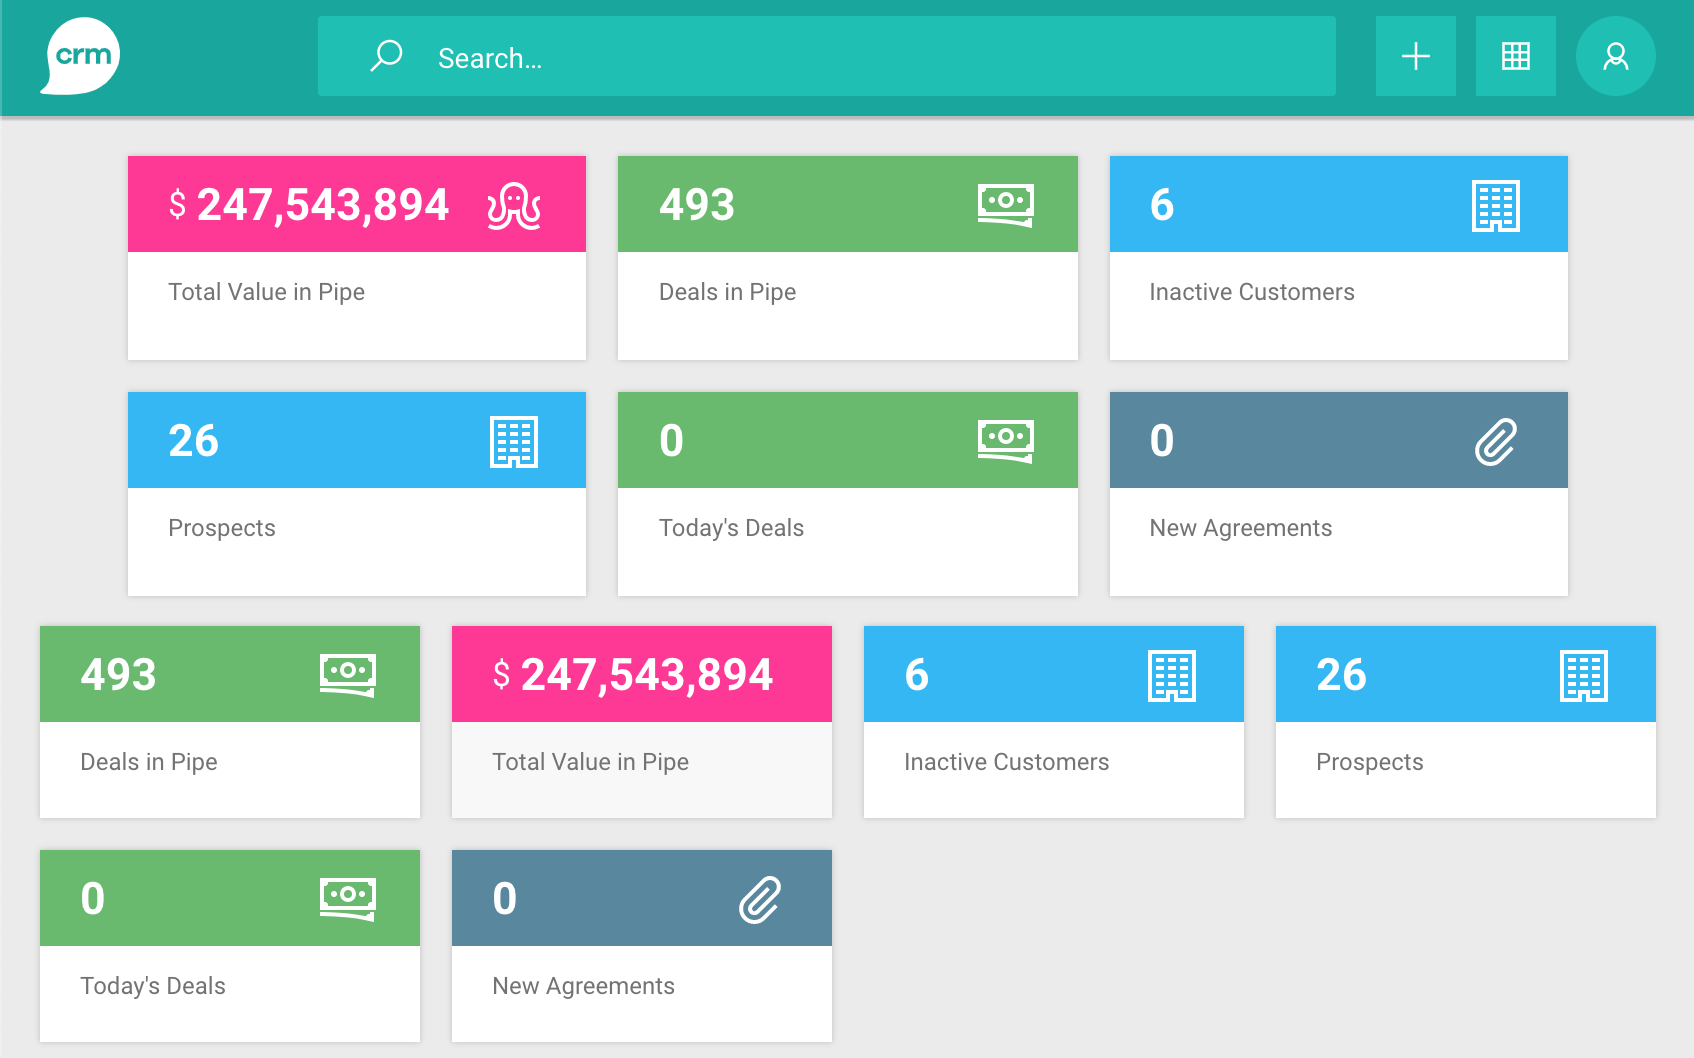 crm
Search...
$ 247,543,894
Total Value in Pipe
493
Deals in Pipe
6
Inactive Customers
26
Prospects
0
Today's Deals
0
New Agreements
493
Deals in Pipe
$ 247,543,894
Total Value in Pipe
6
Inactive Customers
26
Prospects
0
Today's Deals
0
New Agreements